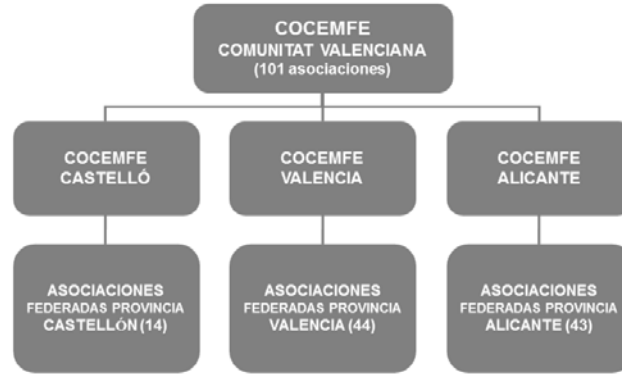 COCEMFE
COMUNITAT VALENCIANA
(101 asociaciones)
COCEMFE
CASTELLÓ
COCEMFE
VALENCIA
COCEMFE
ALICANTE
ASOCIACIONES
FEDERADAS PROVINCIA
CASTELLÓN (14)
ASOCIACIONES
FEDERADAS PROVINCIA
VALENCIA (44)
ASOCIACIONES
FEDERADAS PROVINCIA
ALICANTE (43)